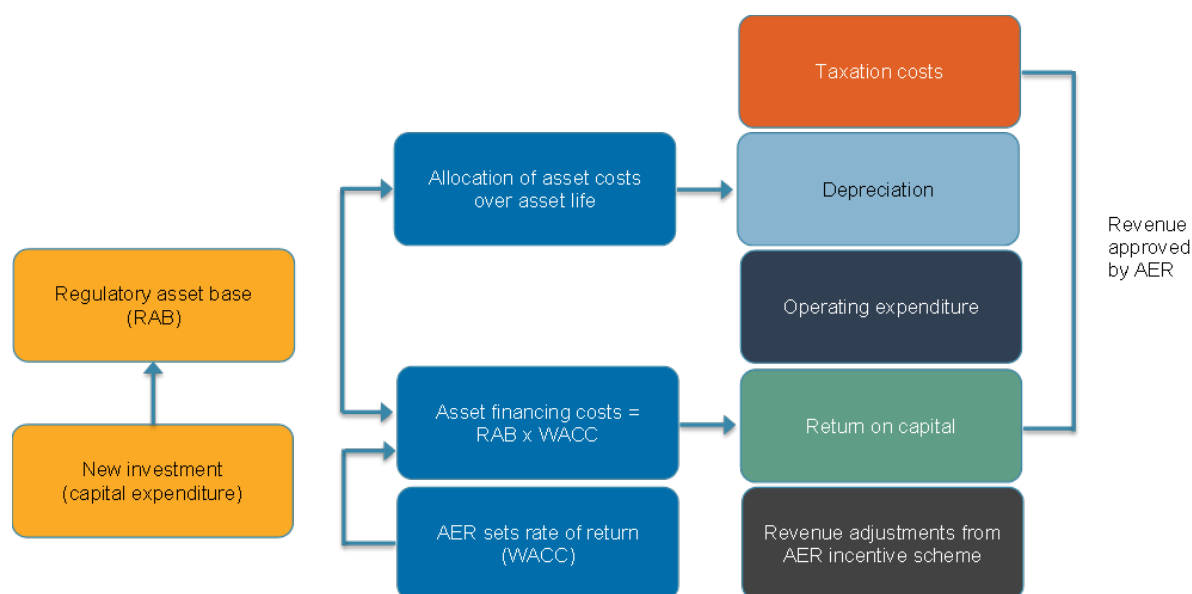 Taxation costs
Allocation of asset costs
over asset life
Depreciation
Revenue
approved
by AER
Regulatory asset base
(RAB)
Operating expenditure
New investment
(capital expenditure)
Asset financing costs =
RAB x WACC
Return on capital
AER sets rate of return
(WACC)
Revenue adjustments from
AER incentive scheme